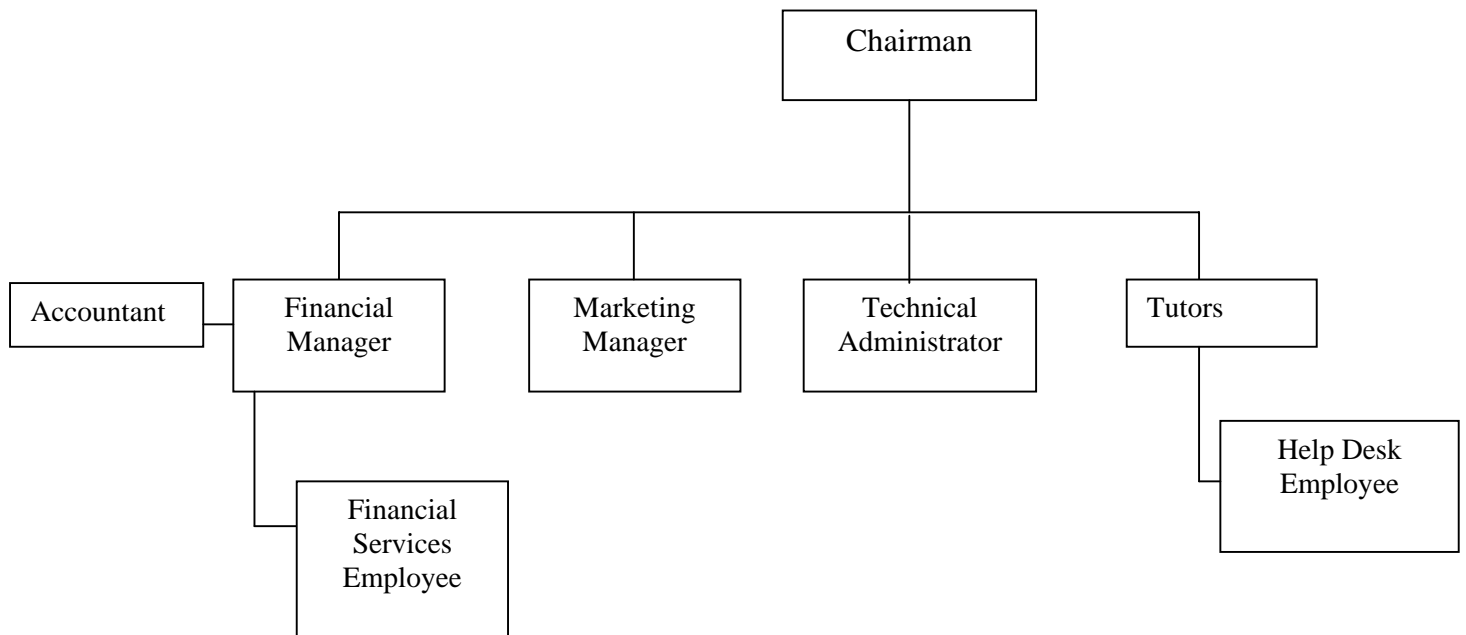 Chairman
Accountant
Financial
Manager
Marketing
Manager
Technical
Administrator
Tutors
Help Desk
Employee
Financial
Services
Employee